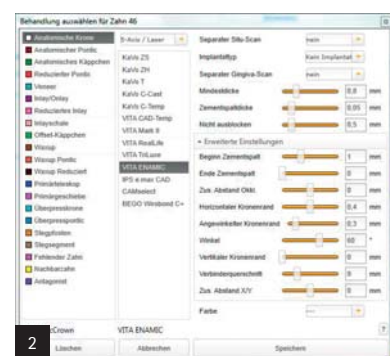 Behandlung auswählen für Zahn 46
Anatomische Krone
Anatomischer Pontic
Anatomisches Käppchen
Reduzierter Pontic
Veneer
Inlay/Onlay
Reduziertes Inlay
Inlayschale
Offset-Käppchen
Waxup
Waxup Pontic
Waxup Reduziert
Primärteleskop
Primärgeschiebe
Überpresskrone
Überpresspontic
Stegpfosten
Stegsegment
Fehlender Zahn
Nachbarzahn
Antagonist
5-Axis / Laser
KaVo ZS
KaVo ZH
KaVo T
KaVo C-Cast
KaVo C-Temp
VITA CAD-Temp
VITA Mark II
VITA RealLife
VITA TriLuxe
VITA ENAMIC
IPS e.max CAD
CAMselect
BEGO Wirobond C+
Separater Situ-Scan nein
Implantattyp Kein Implantat
Separater Gingiva-Scan nein
Mindestdicke 0,8 mm
Zementspaltdicke 0,05 mm
Nicht ausblocken 0,5 mm
Erweiterte Einstellungen
Beginn Zementspalt 1 mm
Ende Zementspalt 0 mm
Zus. Abstand Okkl. 0 mm
Horizontaler Kronenrand 0,4 mm
Angewinkelter Kronenrand 0,3 mm
Winkel 60 °
Vertikaler Kronenrand 0 mm
Verbinderquerschnitt 0 mm
Zus. Abstand X/Y 0 mm
Farbe ---
Crown VITA ENAMIC
Löschen Abbrechen Speichern
2